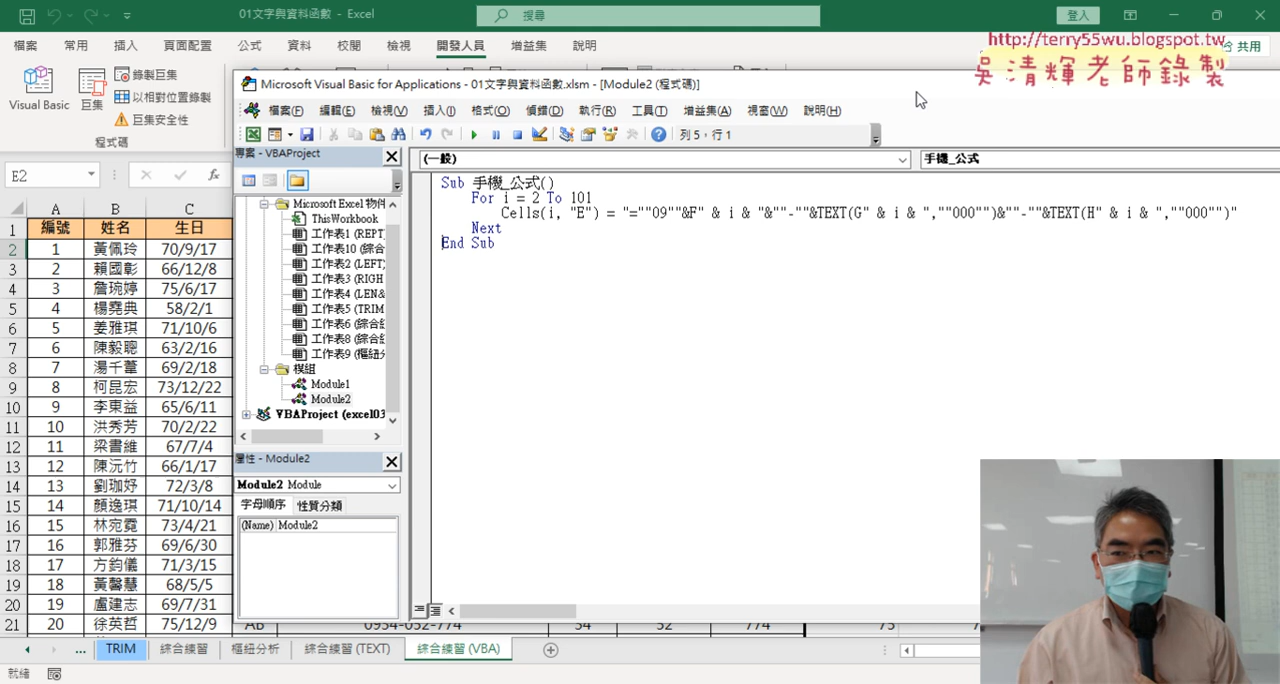 01文字與資料函數 - Excel
搜尋
登入
檔案 常用 插入 頁面配置 公式 資料 校閱 檢視 開發人員 增益集 說明
共用
http://terry55wu.blogspot.tw
吳清輝老師錄製
Visual Basic 巨集
錄製巨集
以相對位置錄製
巨集安全性
程式碼
Microsoft Visual Basic for Applications - 01文字與資料函數.xlsm - [Module2 (程式碼)]
檔案(F) 編輯(E) 檢視(V) 插入(I) 格式(O) 偵錯(D) 執行(R) 工具(T) 增益集(A) 視窗(W) 說明(H)
列 5，行 1
專案 - VBAProject
(一般)
手機_公式
E2
Microsoft Excel 物件
ThisWorkbook
工作表1 (REPT
工作表10 (綜合
工作表2 (LEFT
工作表3 (RIGH
工作表4 (LEN&
工作表5 (TRIM
工作表6 (綜合
工作表8 (綜合
工作表9 (樞紐
模組
Module1
Module2
VBAProject (excel03
屬性 - Module2
Module2 Module
字母順序 性質分類
(Name) Module2
Sub 手機_公式()
For i = 2 To 101
Cells(i, "E") = "=""09""&F" & i & "&""-""&TEXT(G" & i & ",""000"")&""-""&TEXT(H" & i & ",""000"")"
Next
End Sub
A B C
1 編號 姓名 生日
2 1 黃佩玲 70/9/17
3 2 賴國彰 66/12/8
4 3 詹琬婷 75/6/17
5 4 楊堯典 58/2/1
6 5 姜雅琪 71/10/6
7 6 陳毅聰 63/2/16
8 7 湯千蕙 69/2/18
9 8 柯昆宏 73/12/22
10 9 李東益 65/6/11
11 10 洪秀芳 70/2/22
12 11 梁書維 67/7/4
13 12 陳沅竹 66/1/17
14 13 劉珈妤 72/3/8
15 14 顏逸琪 71/10/14
16 15 林宛霓 73/4/21
17 16 郭雅芬 69/6/30
18 17 方鈞儀 71/3/15
19 18 黃馨慧 68/5/5
20 19 盧建志 69/7/31
21 20 徐英哲 75/12/9 AB 0954-052-774 54 52 774 75
... TRIM 綜合練習 樞紐分析 綜合練習 (TEXT) 綜合練習 (VBA)
就緒